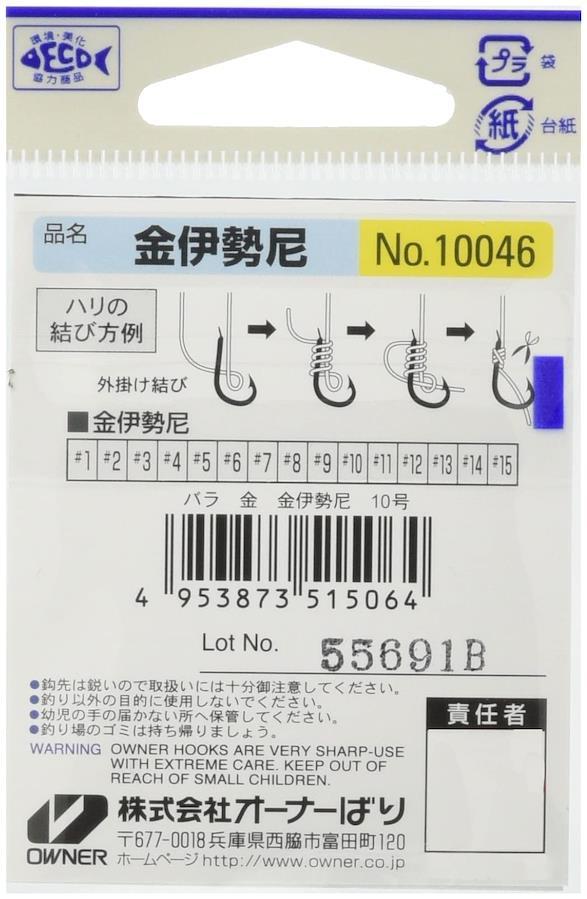 環境・美化
ECO
協力商品
プラ
袋
紙
台紙
品名
金伊勢尼
No.10046
ハリの
結び方例
外掛け結び
■金伊勢尼
#1 #2 #3 #4 #5 #6 #7 #8 #9 #10 #11 #12 #13 #14 #15
バラ 金 金伊勢尼 10号
4 953873 515064
Lot No. 55691B
●鈎先は鋭いので取扱いには十分御注意してください。
●釣り以外の目的に使用しないでください。
●幼児の手の届かない所へ保管してください。
●釣り場のゴミは持ち帰りましょう。
WARNING OWNER HOOKS ARE VERY SHARP-USE
WITH EXTREME CARE. KEEP OUT OF
REACH OF SMALL CHILDREN.
責任者
OWNER
株式会社オーナーばり
〒677-0018兵庫県西脇市富田町120
ホームページhttp://www.owner.co.jp